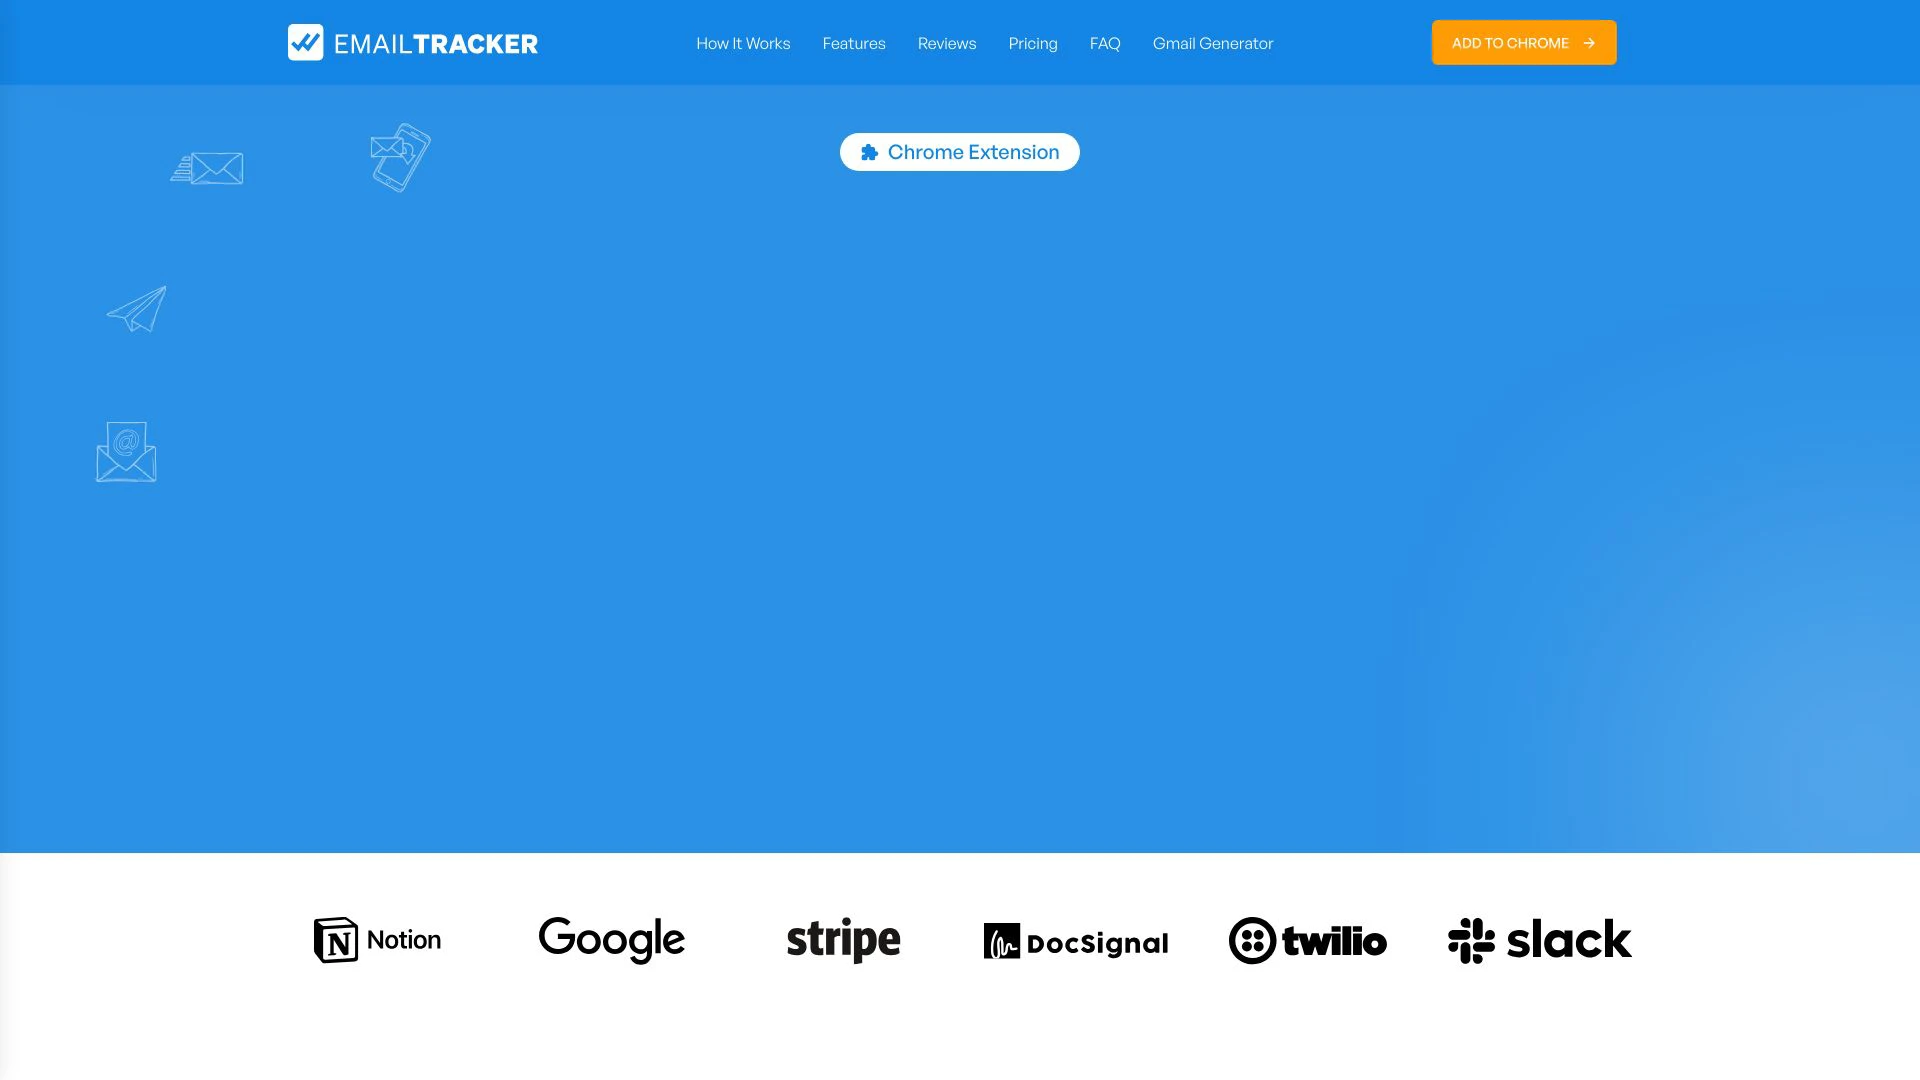 EMAILTRACKER
How It Works
Features
Reviews
Pricing
FAQ
Gmail Generator
ADD TO CHROME
Chrome Extension
@
Notion
Google
stripe
DocSignal
twilio
slack